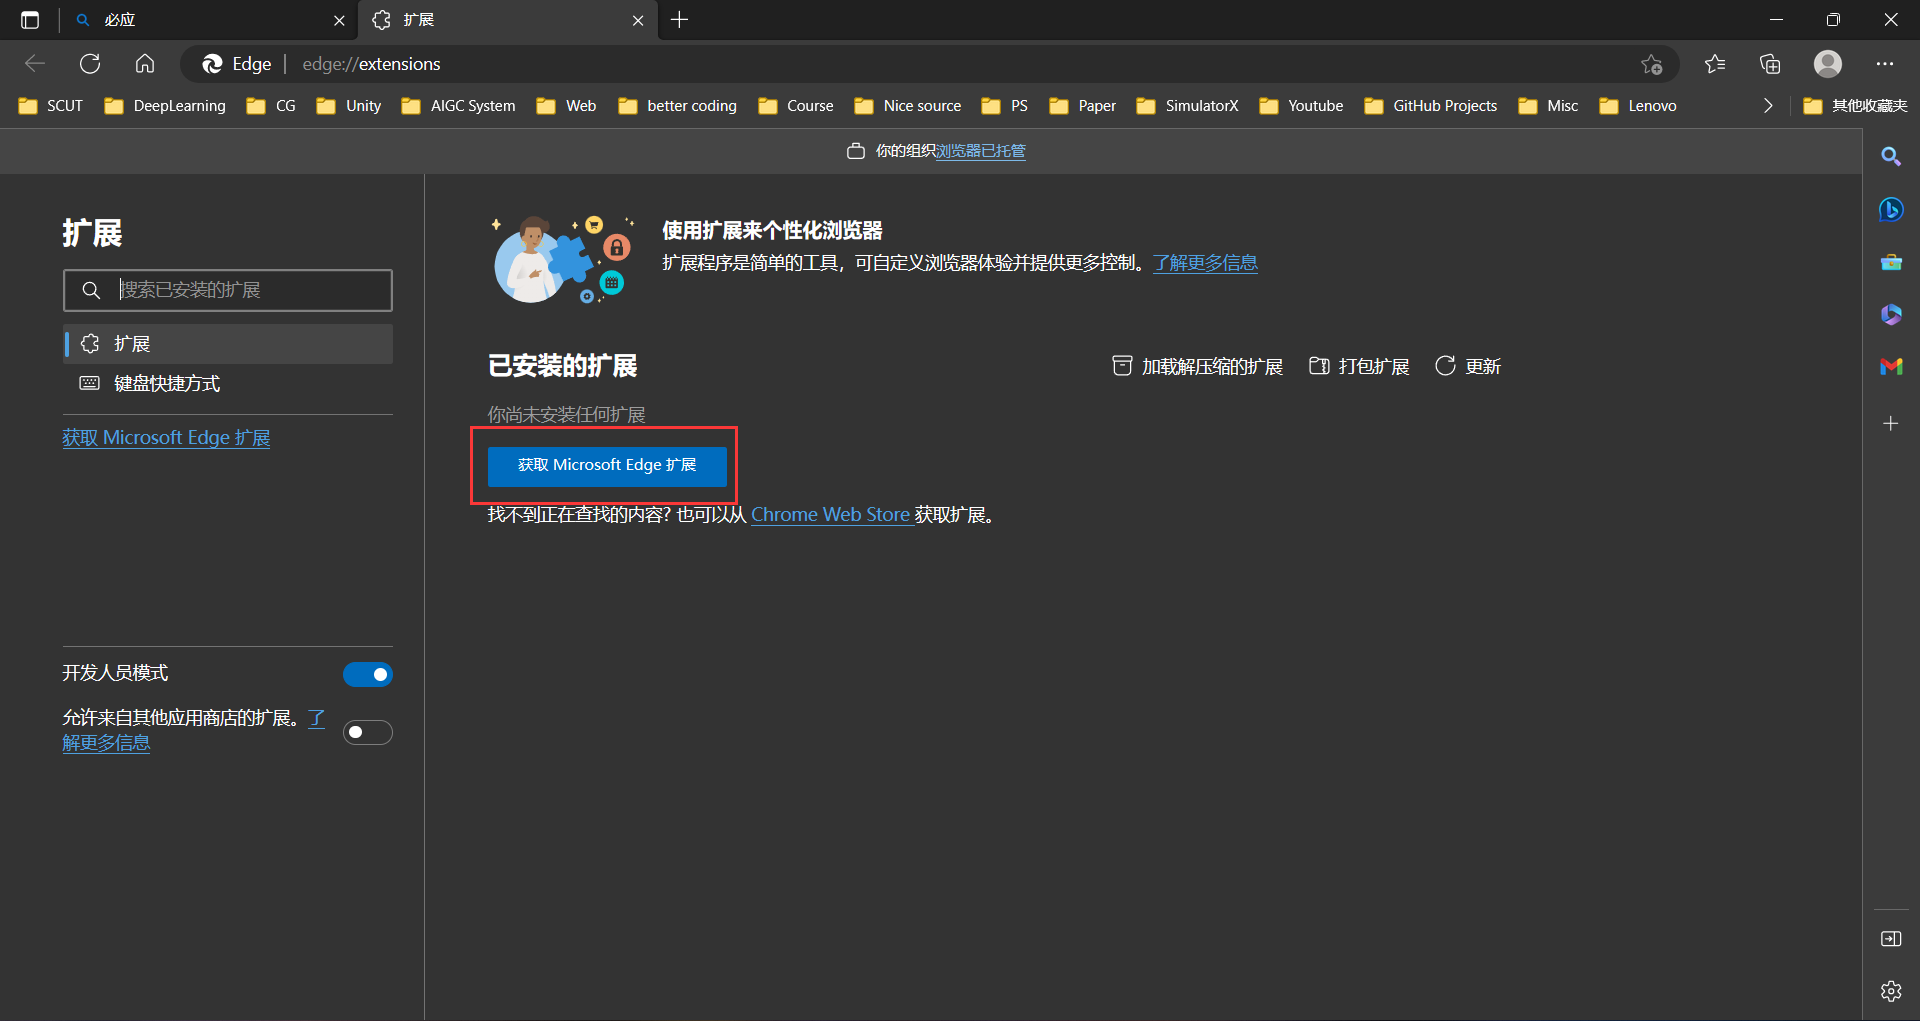 必应
扩展
Edge
edge://extensions
SCUT
DeepLearning
CG
Unity
AIGC System
Web
better coding
Course
Nice source
PS
Paper
SimulatorX
Youtube
GitHub Projects
Misc
Lenovo
其他收藏夹
你的组织浏览器已托管
扩展
搜索已安装的扩展
扩展
键盘快捷方式
获取 Microsoft Edge 扩展
开发人员模式
允许来自其他应用商店的扩展。了
解更多信息
使用扩展来个性化浏览器
扩展程序是简单的工具，可自定义浏览器体验并提供更多控制。了解更多信息
已安装的扩展
加载解压缩的扩展
打包扩展
更新
你尚未安装任何扩展
获取 Microsoft Edge 扩展
找不到正在查找的内容? 也可以从 Chrome Web Store 获取扩展。